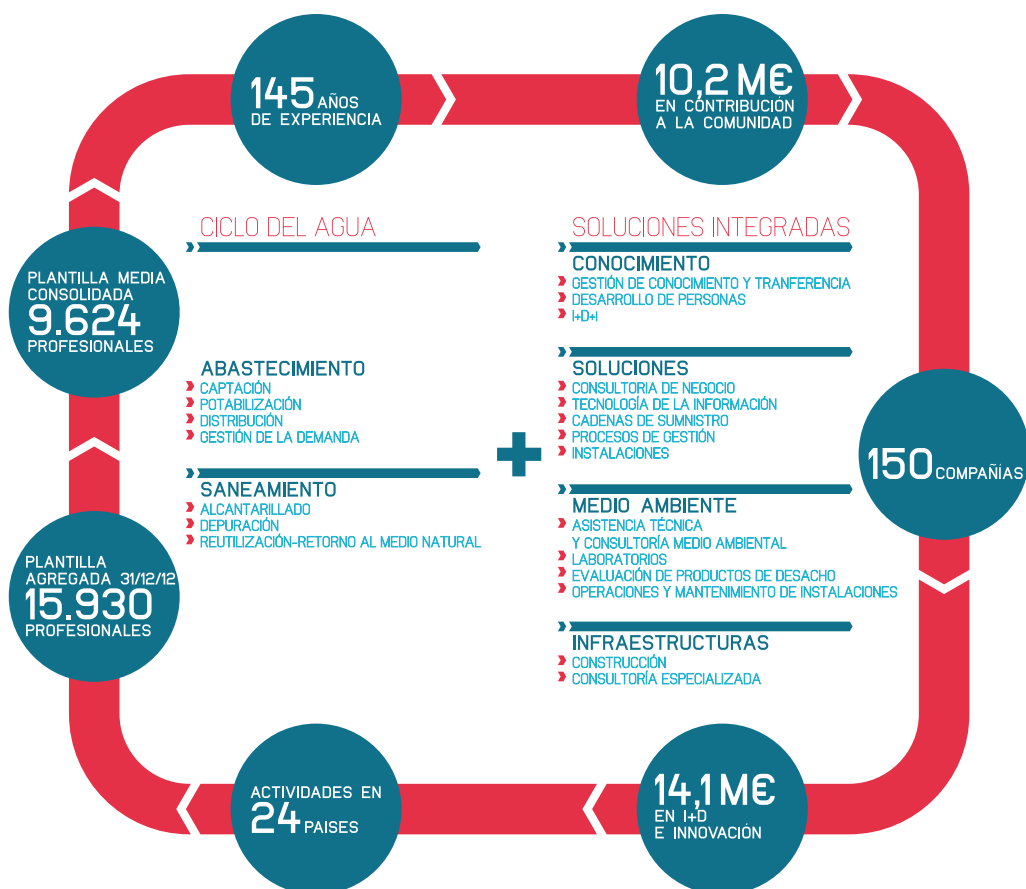 145 AÑOS
DE EXPERIENCIA
10,2 M€
EN CONTRIBUCIÓN
A LA COMUNIDAD
PLANTILLA MEDIA
CONSOLIDADA
9.624
PROFESIONALES
CICLO DEL AGUA
ABASTECIMIENTO
CAPTACIÓN
POTABILIZACIÓN
DISTRIBUCIÓN
GESTIÓN DE LA DEMANDA
SANEAMIENTO
ALCANTARILLADO
DEPURACIÓN
REUTILIZACIÓN-RETORNO AL MEDIO NATURAL
+
SOLUCIONES INTEGRADAS
CONOCIMIENTO
GESTIÓN DE CONOCIMIENTO Y TRANFERENCIA
DESARROLLO DE PERSONAS
I+D+I
SOLUCIONES
CONSULTORIA DE NEGOCIO
TECNOLOGÍA DE LA INFORMACIÓN
CADENAS DE SUMNISTRO
PROCESOS DE GESTIÓN
INSTALACIONES
MEDIO AMBIENTE
ASISTENCIA TÉCNICA
Y CONSULTORÍA MEDIO AMBIENTAL
LABORATORIOS
EVALUACIÓN DE PRODUCTOS DE DESACHO
OPERACIONES Y MANTENIMIENTO DE INSTALACIONES
INFRAESTRUCTURAS
CONSTRUCCIÓN
CONSULTORÍA ESPECIALIZADA
150 COMPAÑÍAS
PLANTILLA
AGREGADA 31/12/12
15.930
PROFESIONALES
ACTIVIDADES EN
24 PAISES
14,1 M€
EN I+D
E INNOVACIÓN